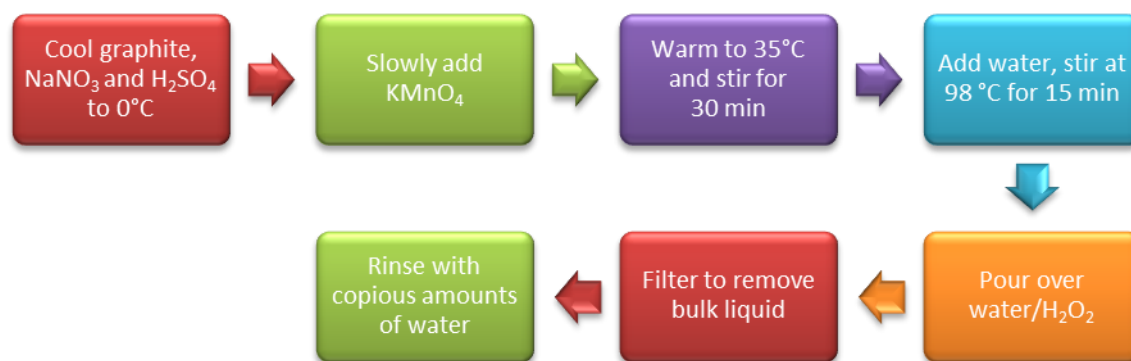 Cool graphite,
NaNO₃ and H₂SO₄
to 0°C
Slowly add
KMnO₄
Warm to 35°C
and stir for
30 min
Add water, stir at
98 °C for 15 min
Pour over
water/H₂O₂
Filter to remove
bulk liquid
Rinse with
copious amounts
of water